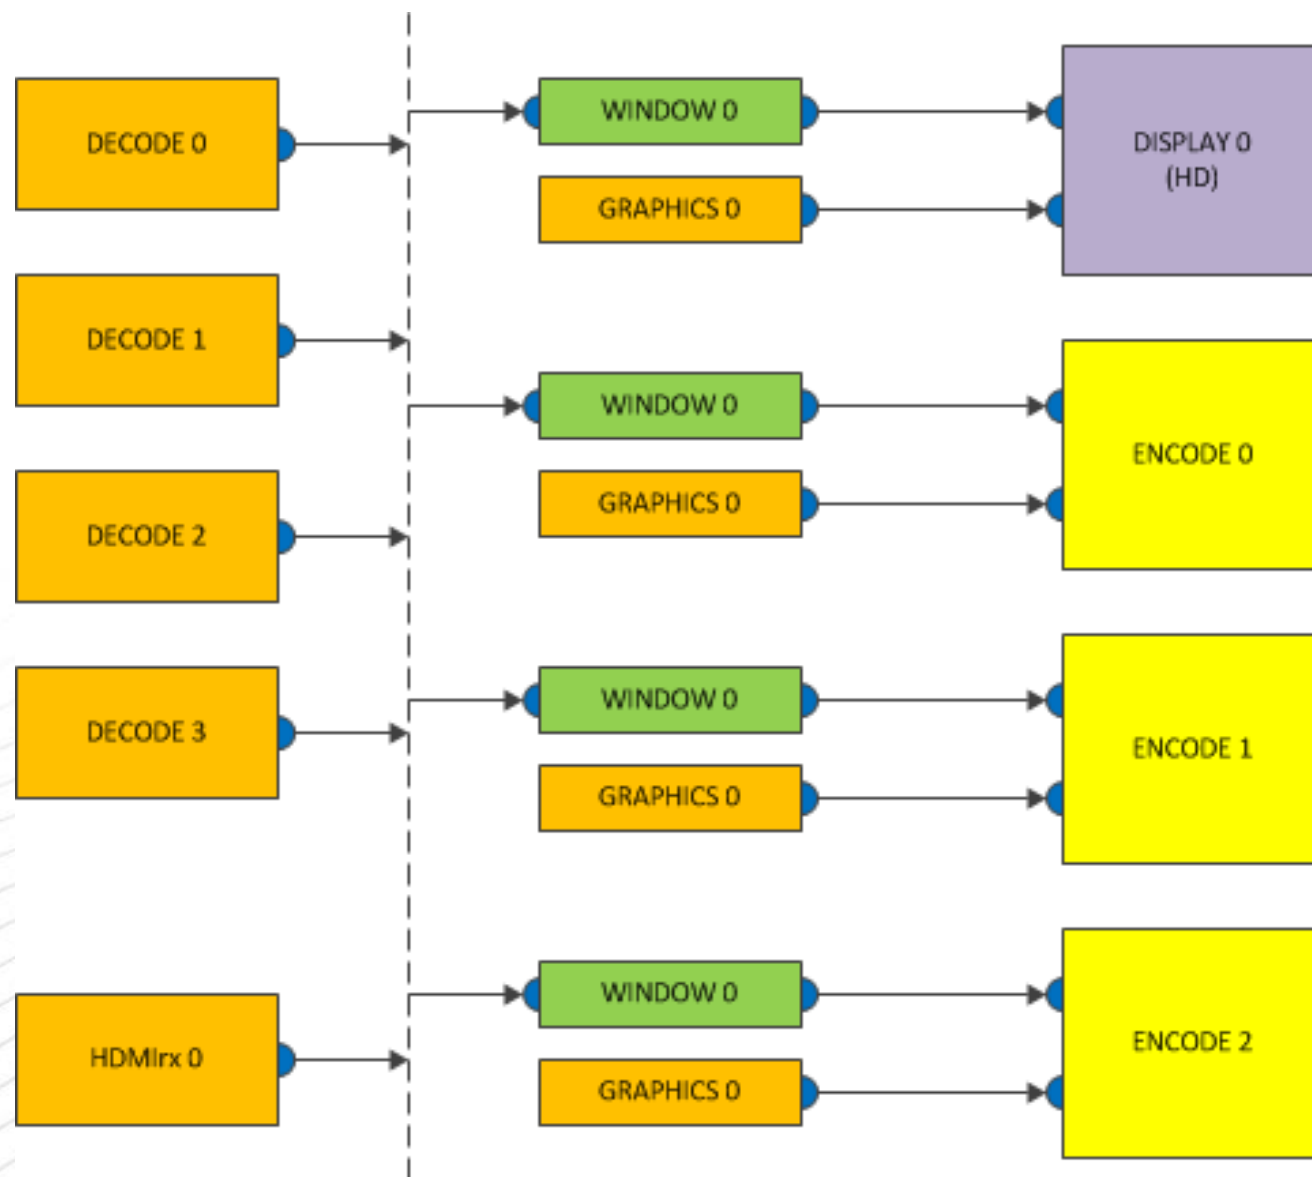 DECODE 0
DECODE 1
DECODE 2
DECODE 3
HDMIrx 0
WINDOW 0
GRAPHICS 0
WINDOW 0
GRAPHICS 0
WINDOW 0
GRAPHICS 0
WINDOW 0
GRAPHICS 0
DISPLAY 0
(HD)
ENCODE 0
ENCODE 1
ENCODE 2